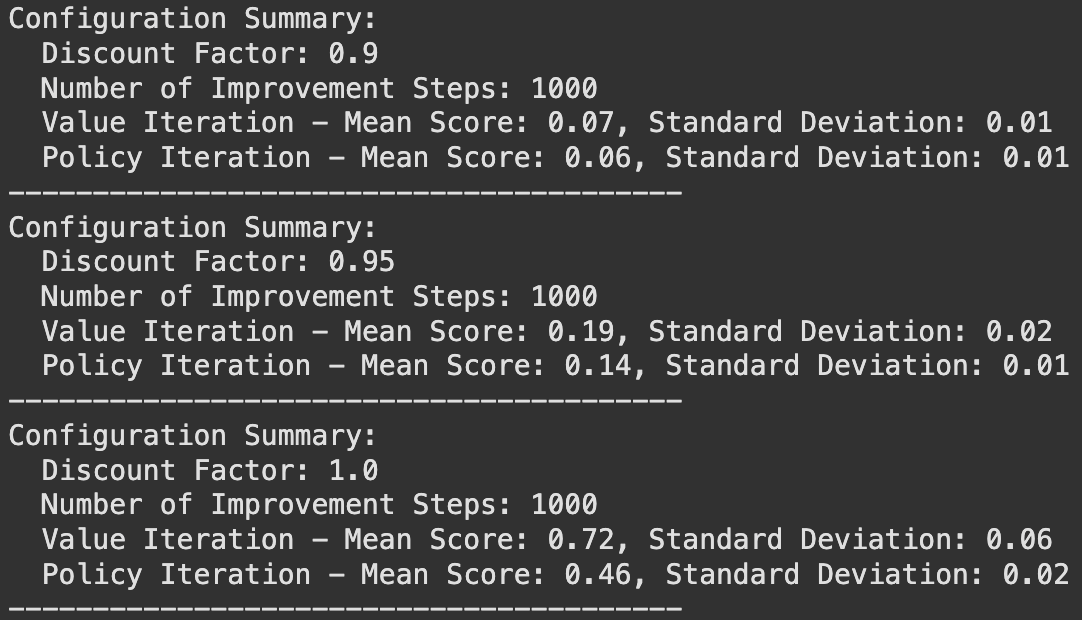 Configuration Summary:
  Discount Factor: 0.9
  Number of Improvement Steps: 1000
  Value Iteration – Mean Score: 0.07, Standard Deviation: 0.01
  Policy Iteration – Mean Score: 0.06, Standard Deviation: 0.01
----------------------------------------
Configuration Summary:
  Discount Factor: 0.95
  Number of Improvement Steps: 1000
  Value Iteration – Mean Score: 0.19, Standard Deviation: 0.02
  Policy Iteration – Mean Score: 0.14, Standard Deviation: 0.01
----------------------------------------
Configuration Summary:
  Discount Factor: 1.0
  Number of Improvement Steps: 1000
  Value Iteration – Mean Score: 0.72, Standard Deviation: 0.06
  Policy Iteration – Mean Score: 0.46, Standard Deviation: 0.02
----------------------------------------